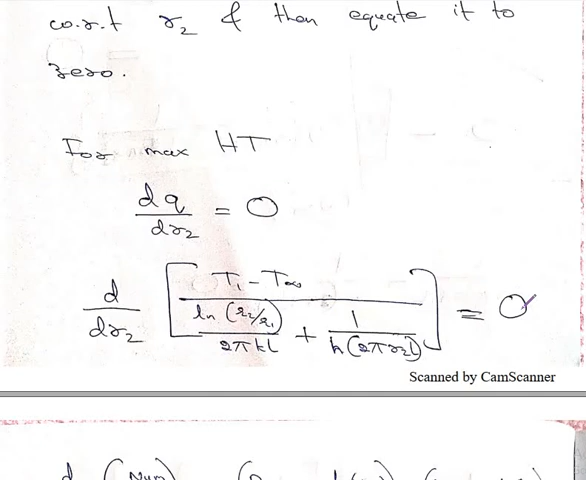 w.r.t r₂ & then equate it to
zero.
For max HT
dq/dr₂ = 0
d/dr₂ [ (T₁ - T∞) / ( ln(r₂/r₁)/2πkl + 1/h(2πr₂l) ) ] = 0
Scanned by CamScanner
d (Num)